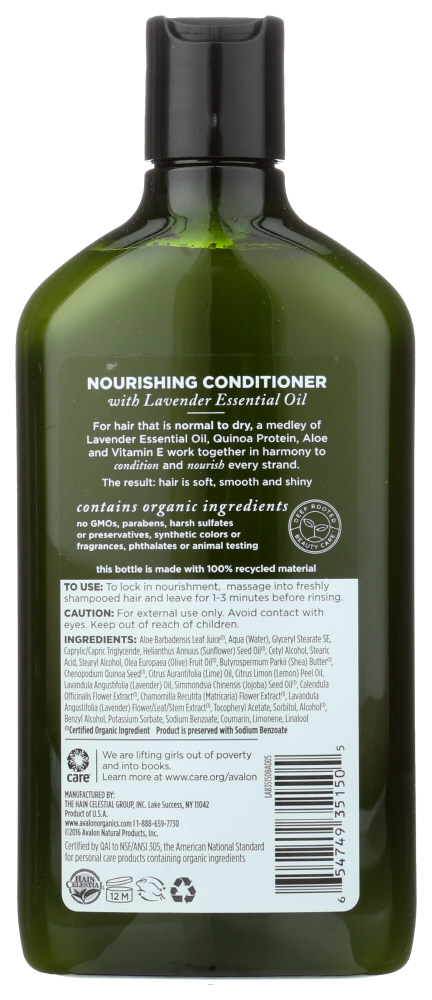 NOURISHING CONDITIONER
with Lavender Essential Oil
For hair that is normal to dry, a medley of
Lavender Essential Oil, Quinoa Protein, Aloe
and Vitamin E work together in harmony to
condition and nourish every strand.
The result: hair is soft, smooth and shiny
contains organic ingredients
no GMOs, parabens, harsh sulfates
or preservatives, synthetic colors or
fragrances, phthalates or animal testing
DEEP ROOTED
BEAUTY CARE
this bottle is made with 100% recycled material
TO USE: To lock in nourishment, massage into freshly
shampooed hair and leave for 1-3 minutes before rinsing.
CAUTION: For external use only. Avoid contact with
eyes. Keep out of reach of children.
INGREDIENTS: Aloe Barbadensis Leaf Juice⁽¹⁾, Aqua (Water), Glyceryl Stearate SE,
Caprylic/Capric Triglyceride, Helianthus Annuus (Sunflower) Seed Oil⁽¹⁾, Cetyl Alcohol, Stearic
Acid, Stearyl Alcohol, Olea Europaea (Olive) Fruit Oil⁽¹⁾, Butyrospermum Parkii (Shea) Butter⁽¹⁾,
Chenopodium Quinoa Seed⁽¹⁾, Citrus Aurantifolia (Lime) Oil, Citrus Limon (Lemon) Peel Oil,
Lavandula Angustifolia (Lavender) Oil, Simmondsia Chinensis (Jojoba) Seed Oil⁽¹⁾, Calendula
Officinalis Flower Extract⁽¹⁾, Chamomilla Recutita (Matricaria) Flower Extract⁽¹⁾, Lavandula
Angustifolia (Lavender) Flower/Leaf/Stem Extract⁽¹⁾, Tocopheryl Acetate, Sorbitol, Alcohol⁽¹⁾,
Benzyl Alcohol, Potassium Sorbate, Sodium Benzoate, Coumarin, Limonene, Linalool
⁽¹⁾Certified Organic Ingredient Product is preserved with Sodium Benzoate
care
We are lifting girls out of poverty
and into books.
Learn more at www.care.org/avalon
MANUFACTURED BY:
THE HAIN CELESTIAL GROUP, INC. Lake Success, NY 11042
Product of U.S.A.
www.avalonorganics.com I 1-888-659-7730
©2016 Avalon Natural Products, Inc.
Certified by QAI to NSF/ANSI 305, the American National Standard
for personal care products containing organic ingredients
HAIN
CELESTIAL
12 M
LAB35150BA005
6 54749 35150 5